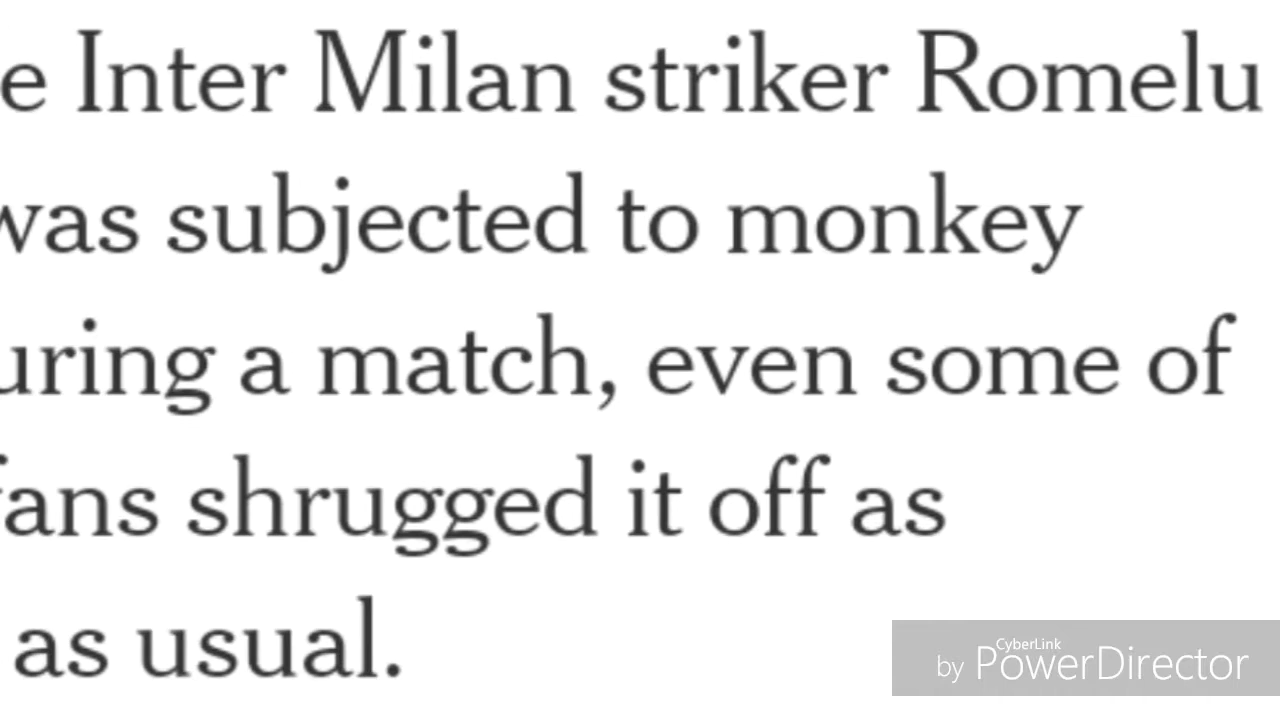 e Inter Milan striker Romelu
was subjected to monkey
uring a match, even some of
fans shrugged it off as
as usual.
CyberLink
by PowerDirector